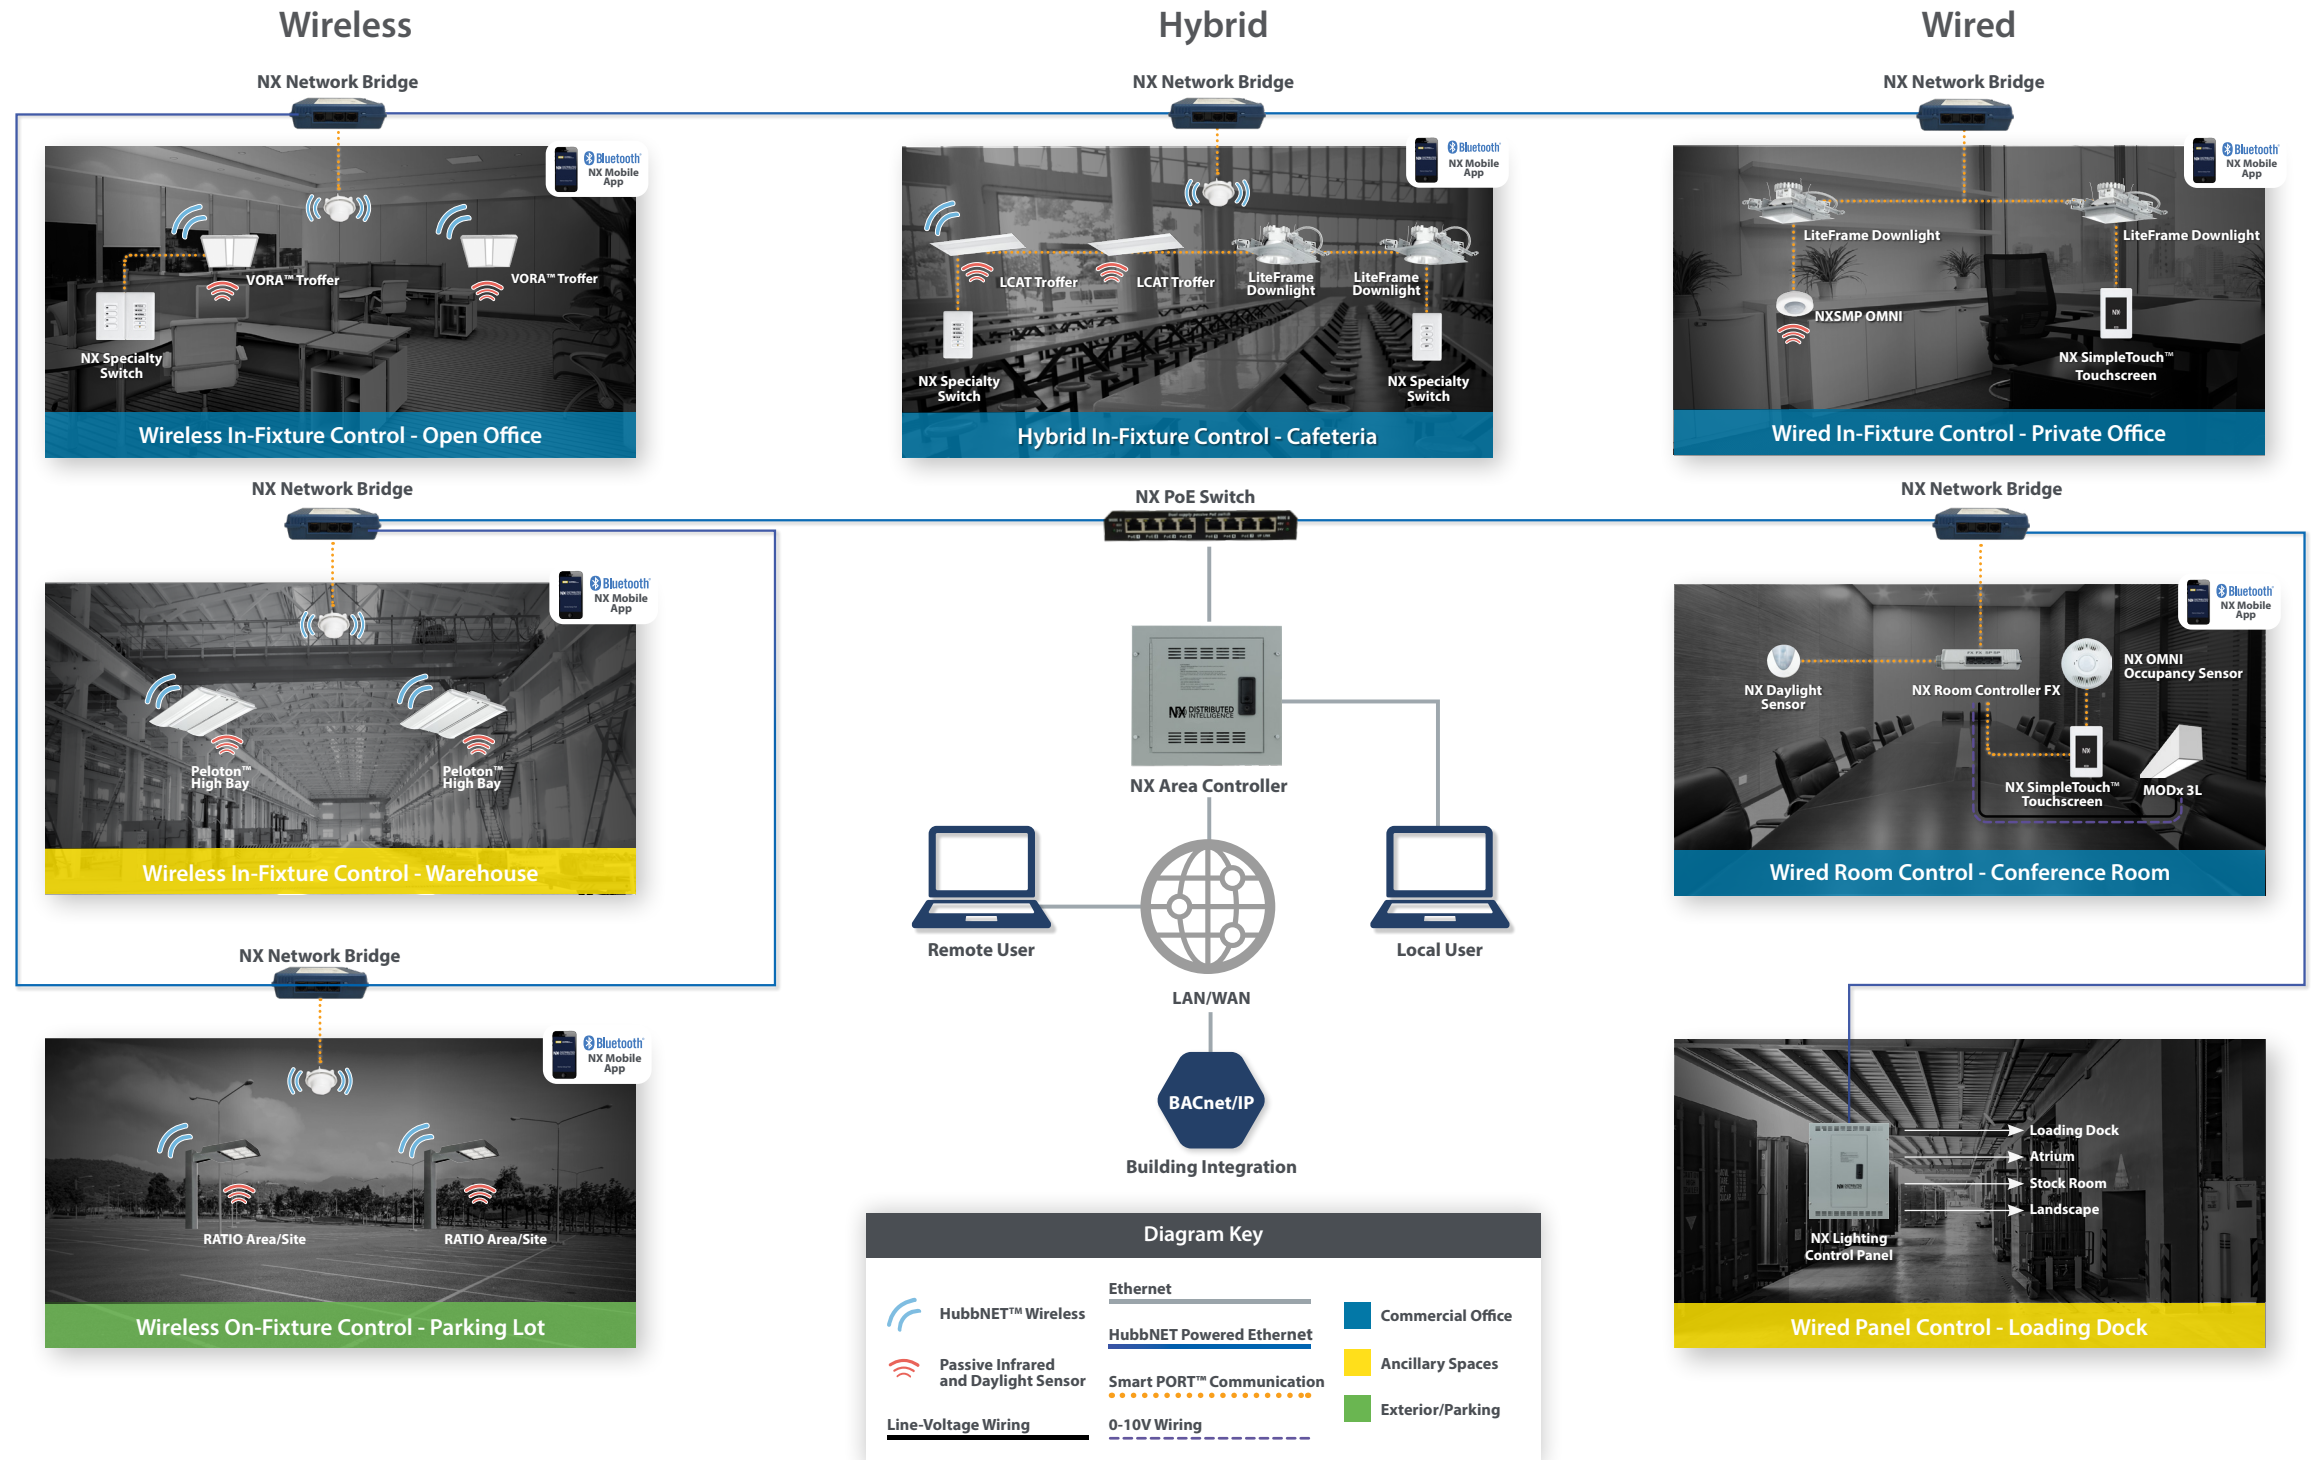 Wireless
Hybrid
Wired
NX Network Bridge
NX Network Bridge
NX Network Bridge
Bluetooth
NX Mobile
App
VORA™ Troffer
VORA™ Troffer
NX Specialty
Switch
Wireless In-Fixture Control - Open Office
Bluetooth
NX Mobile
App
LCAT Troffer
LCAT Troffer
LiteFrame
Downlight
LiteFrame
Downlight
NX Specialty
Switch
NX Specialty
Switch
Hybrid In-Fixture Control - Cafeteria
Bluetooth
NX Mobile
App
LiteFrame Downlight
LiteFrame Downlight
NXSMP OMNI
NX
NX SimpleTouch™
Touchscreen
Wired In-Fixture Control - Private Office
NX Network Bridge
NX PoE Switch
NX Network Bridge
Bluetooth
NX Mobile
App
Peloton™
High Bay
Peloton™
High Bay
Wireless In-Fixture Control - Warehouse
NX DISTRIBUTED
INTELLIGENCE
NX Area Controller
Remote User
Local User
LAN/WAN
BACnet/IP
Building Integration
Bluetooth
NX Mobile
App
NX Daylight
Sensor
NX Room Controller FX
NX OMNI
Occupancy Sensor
NX
NX SimpleTouch™
Touchscreen
MODx 3L
Wired Room Control - Conference Room
NX Network Bridge
Bluetooth
NX Mobile
App
RATIO Area/Site
RATIO Area/Site
Wireless On-Fixture Control - Parking Lot
Loading Dock
Atrium
Stock Room
Landscape
NX Lighting
Control Panel
Wired Panel Control - Loading Dock
Diagram Key
HubbNET™ Wireless
Passive Infrared
and Daylight Sensor
Line-Voltage Wiring
Ethernet
HubbNET Powered Ethernet
Smart PORT™ Communication
0-10V Wiring
Commercial Office
Ancillary Spaces
Exterior/Parking